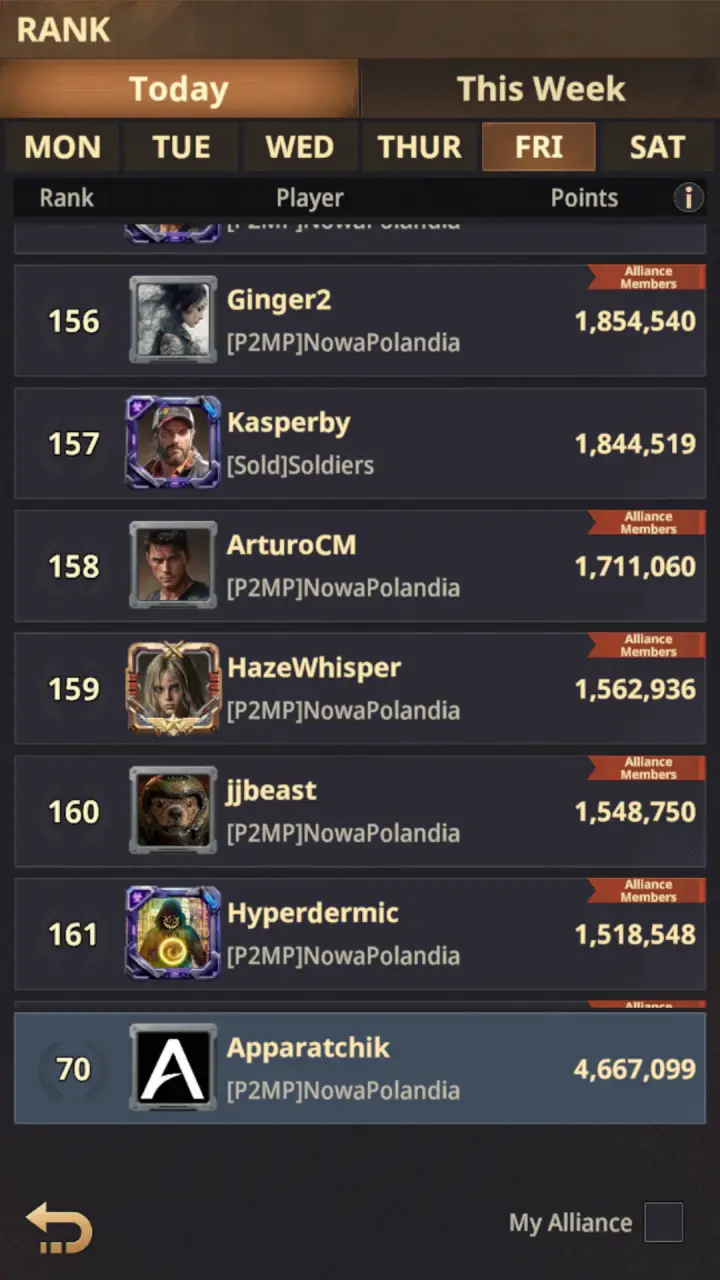 RANK
Today
This Week
MON
TUE
WED
THUR
FRI
SAT
Rank
Player
Points
i
[P2MP]NowaPolandia
156
Ginger2
[P2MP]NowaPolandia
Alliance
Members
1,854,540
157
Kasperby
[Sold]Soldiers
1,844,519
158
ArturoCM
[P2MP]NowaPolandia
Alliance
Members
1,711,060
159
HazeWhisper
[P2MP]NowaPolandia
Alliance
Members
1,562,936
160
jjbeast
[P2MP]NowaPolandia
Alliance
Members
1,548,750
161
Hyperdermic
[P2MP]NowaPolandia
Alliance
Members
1,518,548
Alliance
70
A
Apparatchik
[P2MP]NowaPolandia
4,667,099
My Alliance